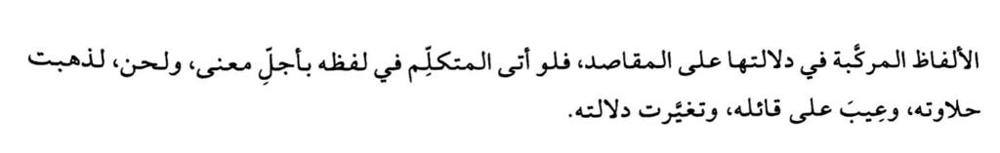 الألفاظ المركَّبة في دلالتها على المقاصد، فلو أتى المتكلِّم في لفظه بأجلِّ معنى، ولحن، لذهبت
حلاوته، وعِيبَ على قائله، وتغيَّرت دلالته.